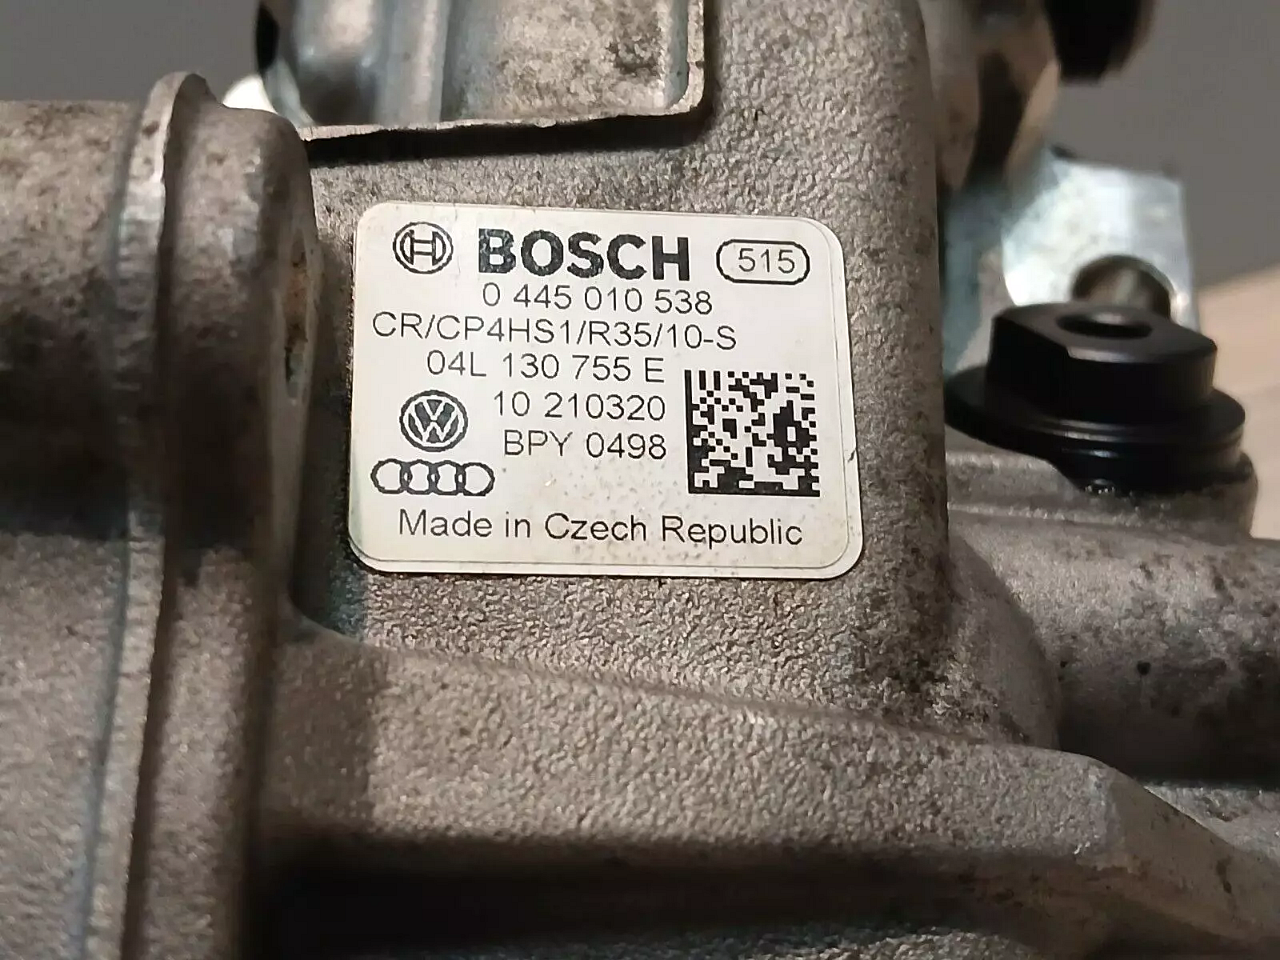 BOSCH 515
0 445 010 538
CR/CP4HS1/R35/10-S
04L 130 755 E
10 210320
BPY 0498
Made in Czech Republic